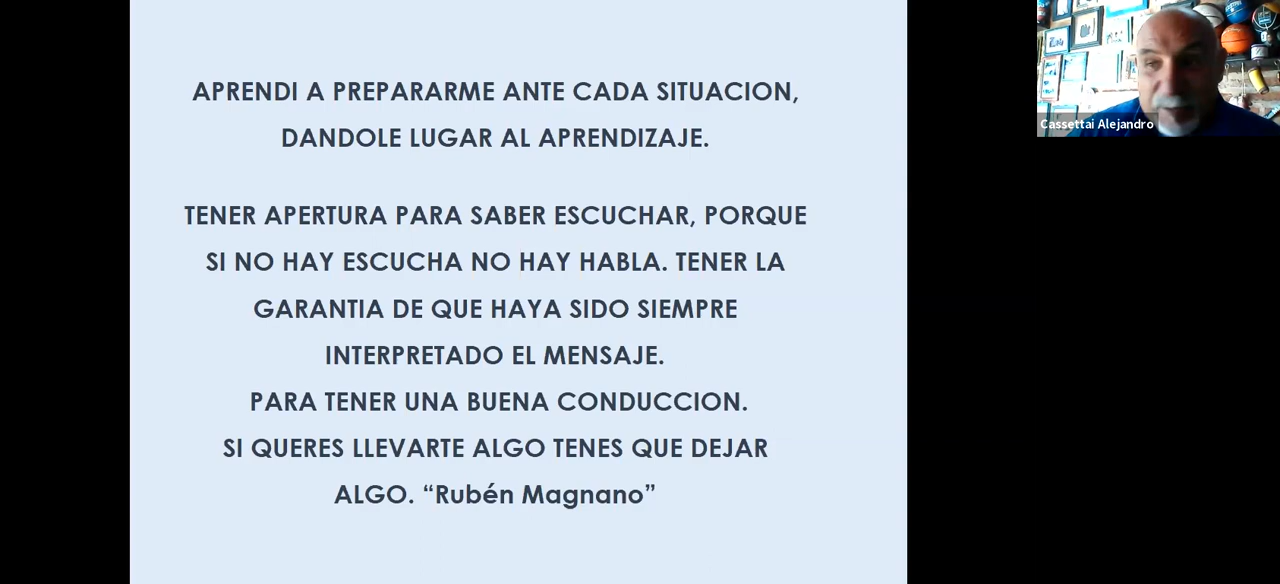 APRENDI A PREPARARME ANTE CADA SITUACION,
DANDOLE LUGAR AL APRENDIZAJE.
TENER APERTURA PARA SABER ESCUCHAR, PORQUE
SI NO HAY ESCUCHA NO HAY HABLA. TENER LA
GARANTIA DE QUE HAYA SIDO SIEMPRE
INTERPRETADO EL MENSAJE.
PARA TENER UNA BUENA CONDUCCION.
SI QUERES LLEVARTE ALGO TENES QUE DEJAR
ALGO. “Rubén Magnano”
Cassettai Alejandro